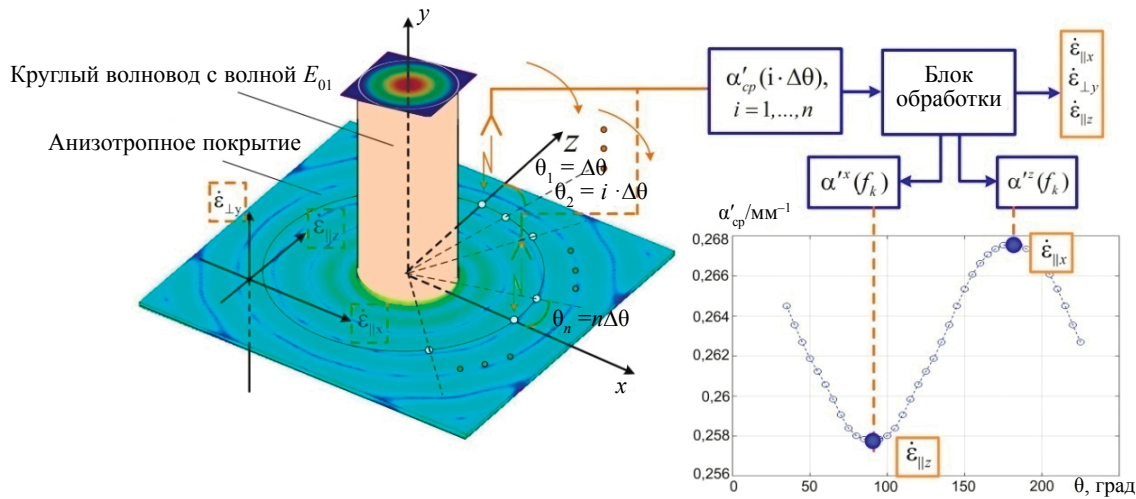 y
Круглый волновод с волной E₀₁
Анизотропное покрытие
ε̇⊥y
ε̇||z
ε̇||x
z
θ₁ = Δθ
θ₂ = i · Δθ
θₙ =nΔθ
x
α′ср(i · Δθ),
i = 1,...,n
Блок
обработки
ε̇||x
ε̇⊥y
ε̇||z
α′ˣ(fₖ)
α′ᶻ(fₖ)
α′ср/мм⁻¹
0,268
0,266
0,264
0,262
0,26
0,258
0,256
ε̇||x
ε̇||z
0
50
100
150
200
θ, град